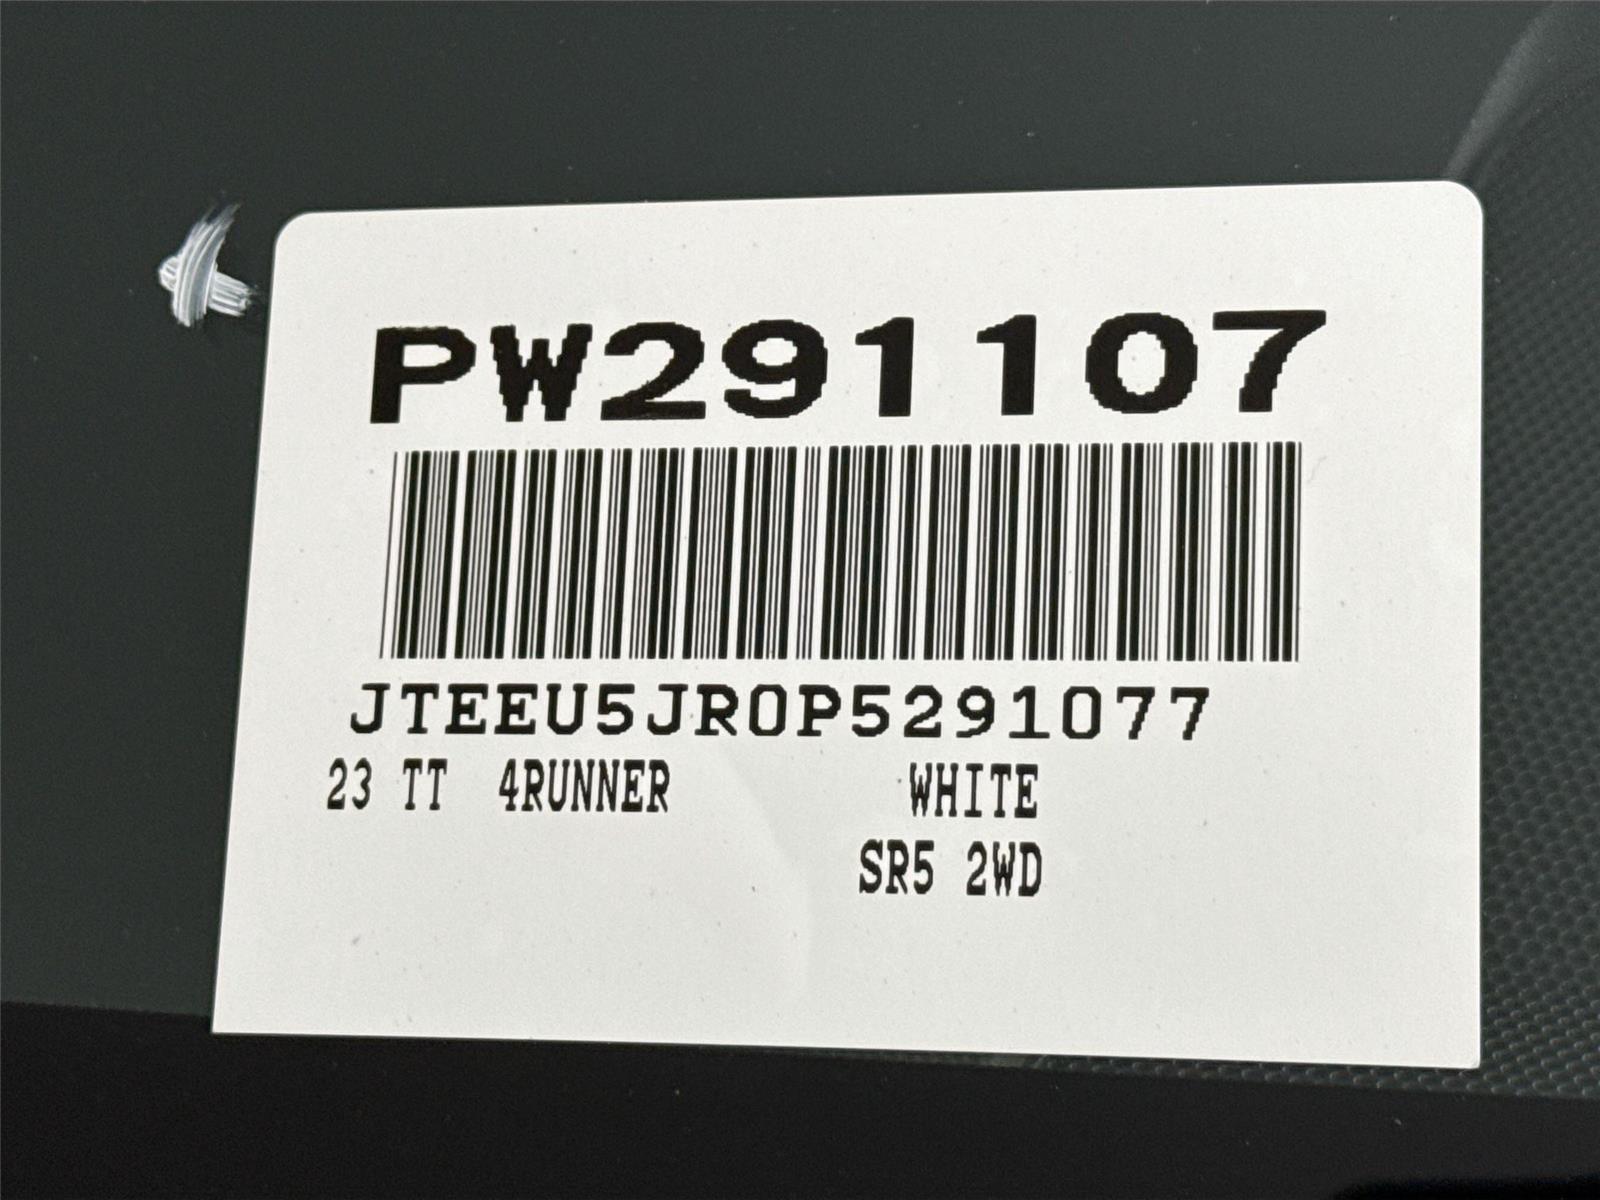 PW291107
JTEEU5JR0P5291077
23 TT 4RUNNER WHITE
SR5 2WD